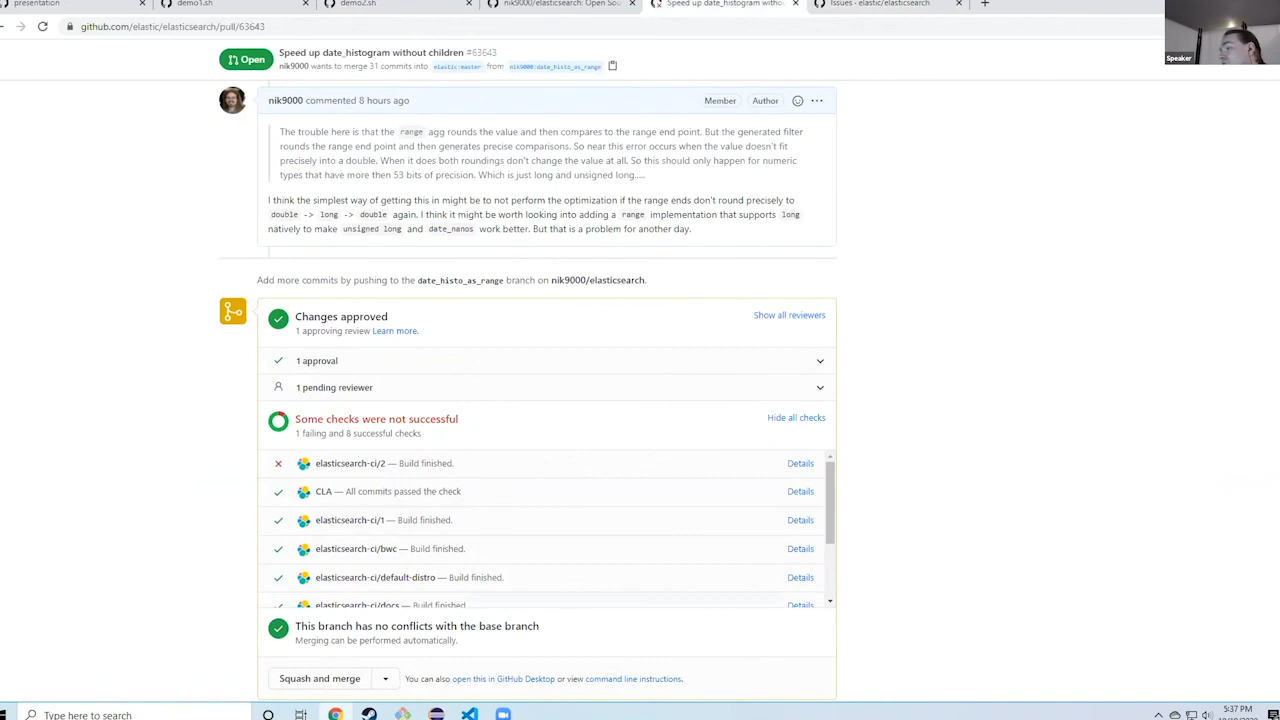 presentation × demo1.sh × demo2.sh × nik9000/elasticsearch: Open Sou × Speed up date_histogram witho × Issues - elastic/elasticsearch × +
github.com/elastic/elasticsearch/pull/63643
Speaker
Open
Speed up date_histogram without children #63643
nik9000 wants to merge 31 commits into elastic:master from nik9000:date_histo_as_range
nik9000 commented 8 hours ago
Member
Author
...
The trouble here is that the range agg rounds the value and then compares to the range end point. But the generated filter
rounds the range end point and then generates precise comparisons. So near this error occurs when the value doesn't fit
precisely into a double. When it does both roundings don't change the value at all. So this should only happen for numeric
types that have more then 53 bits of precision. Which is just long and unsigned long.....
I think the simplest way of getting this in might be to not perform the optimization if the range ends don't round precisely to
double -> long -> double again. I think it might be worth looking into adding a range implementation that supports long
natively to make unsigned long and date_nanos work better. But that is a problem for another day.
Add more commits by pushing to the date_histo_as_range branch on nik9000/elasticsearch.
Changes approved
Show all reviewers
1 approving review Learn more.
1 approval
1 pending reviewer
Some checks were not successful
Hide all checks
1 failing and 8 successful checks
elasticsearch-ci/2 — Build finished. Details
CLA — All commits passed the check Details
elasticsearch-ci/1 — Build finished. Details
elasticsearch-ci/bwc — Build finished. Details
elasticsearch-ci/default-distro — Build finished. Details
elasticsearch-ci/docs — Build finished. Details
This branch has no conflicts with the base branch
Merging can be performed automatically.
Squash and merge
You can also open this in GitHub Desktop or view command line instructions.
Type here to search
5:37 PM